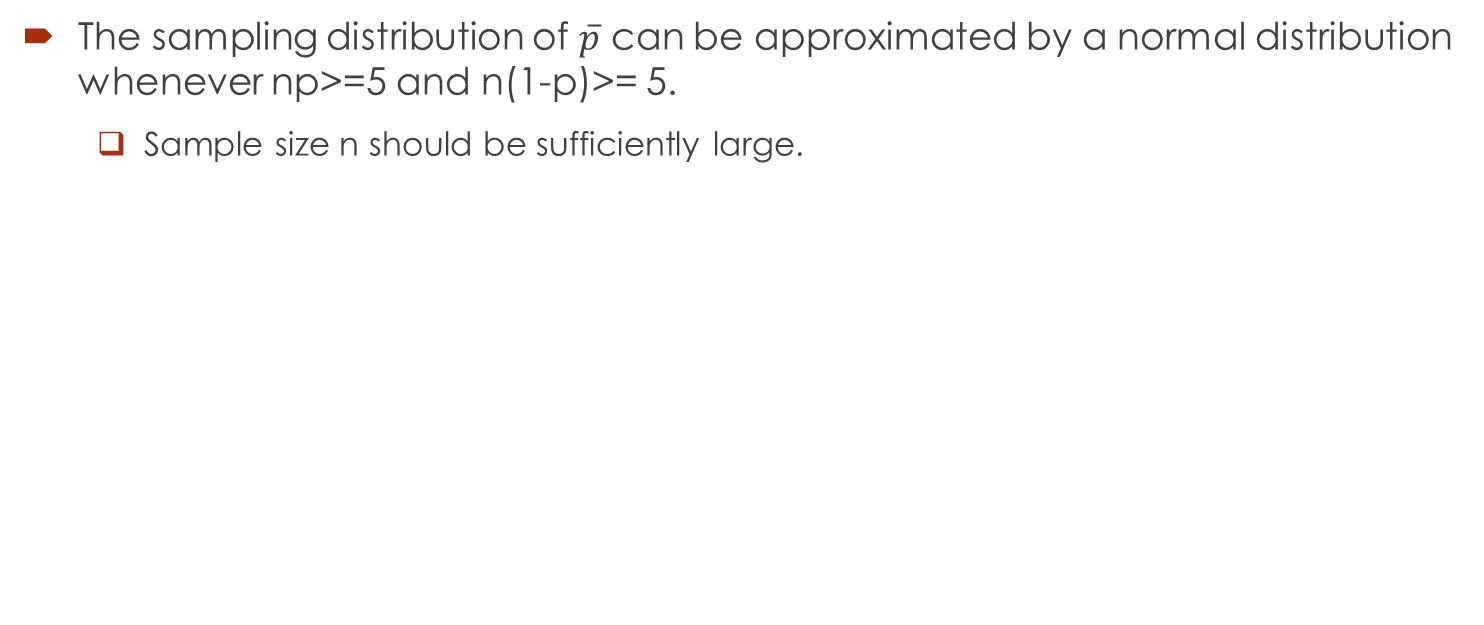 The sampling distribution of p̄ can be approximated by a normal distribution
whenever np>=5 and n(1-p)>= 5.
Sample size n should be sufficiently large.